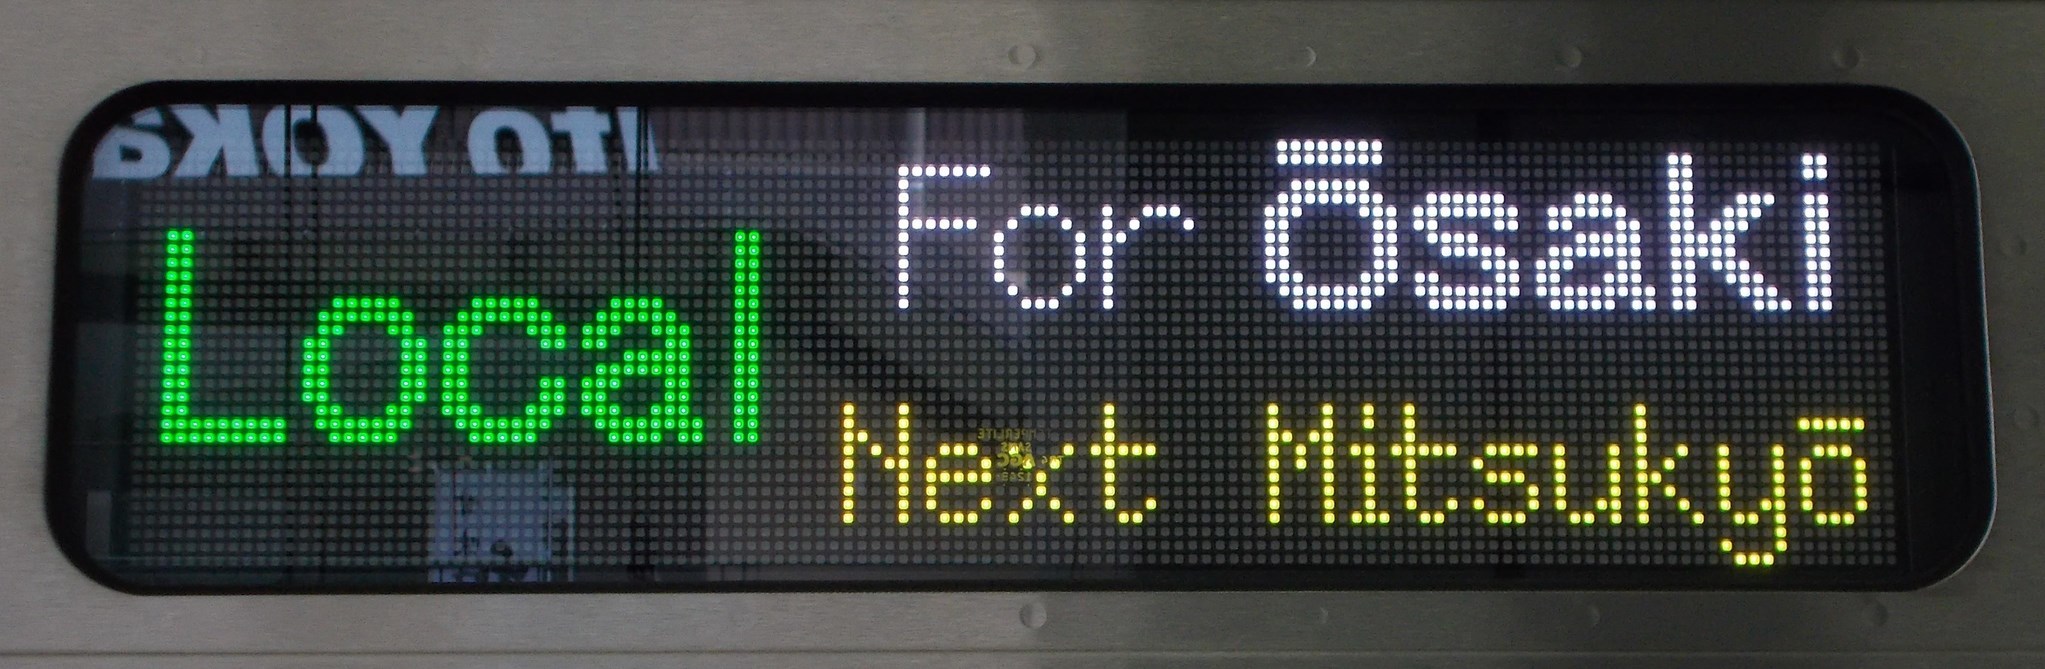 Local
For Ōsaki
Next Mitsukyō